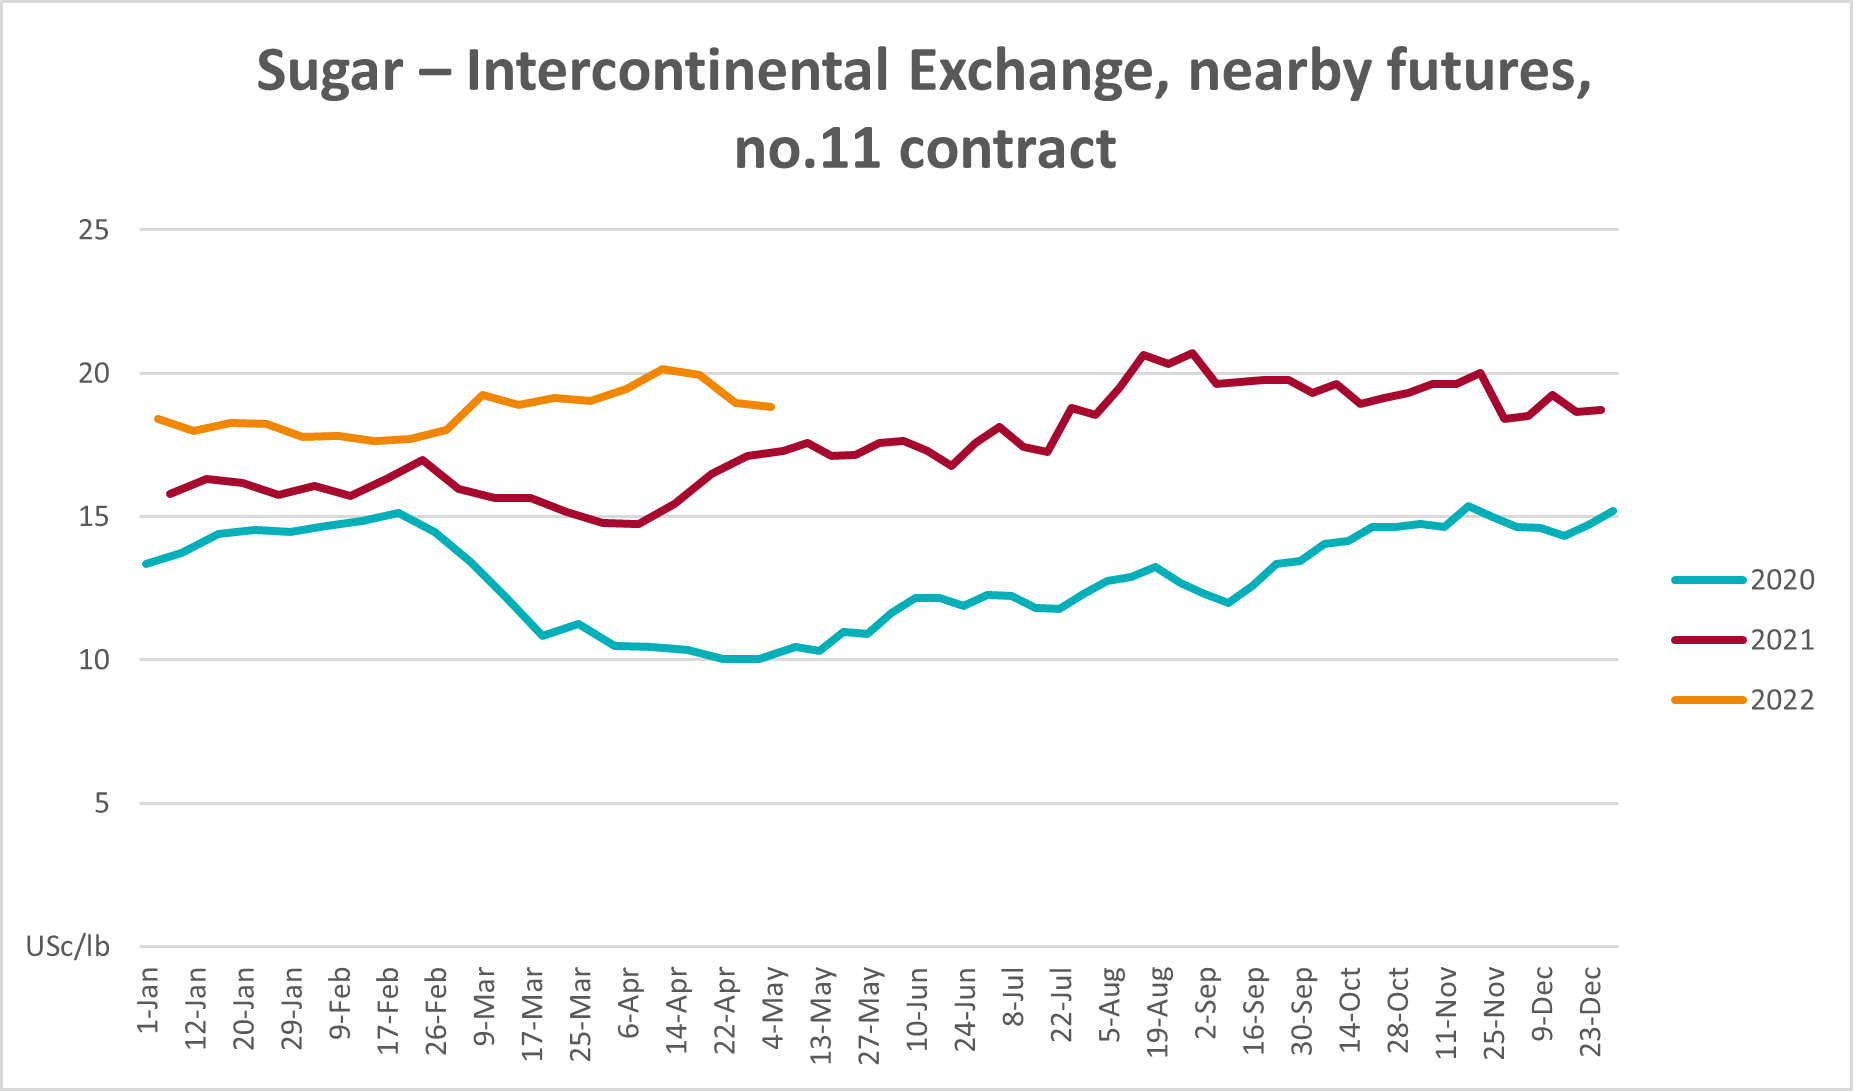 Sugar – Intercontinental Exchange, nearby futures,
no.11 contract
25
20
15
10
5
USc/lb
1-Jan
12-Jan
20-Jan
29-Jan
9-Feb
17-Feb
26-Feb
9-Mar
17-Mar
25-Mar
6-Apr
14-Apr
22-Apr
4-May
13-May
27-May
10-Jun
24-Jun
8-Jul
22-Jul
5-Aug
19-Aug
2-Sep
16-Sep
30-Sep
14-Oct
28-Oct
11-Nov
25-Nov
9-Dec
23-Dec
2020
2021
2022